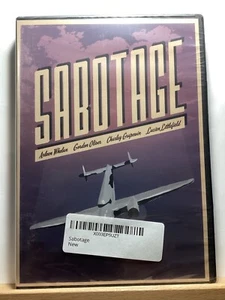 SABOTAGE
Arleen Whelan Gordon Oliver Charley Grapewin Lucien Littlefield
Sabotage
New